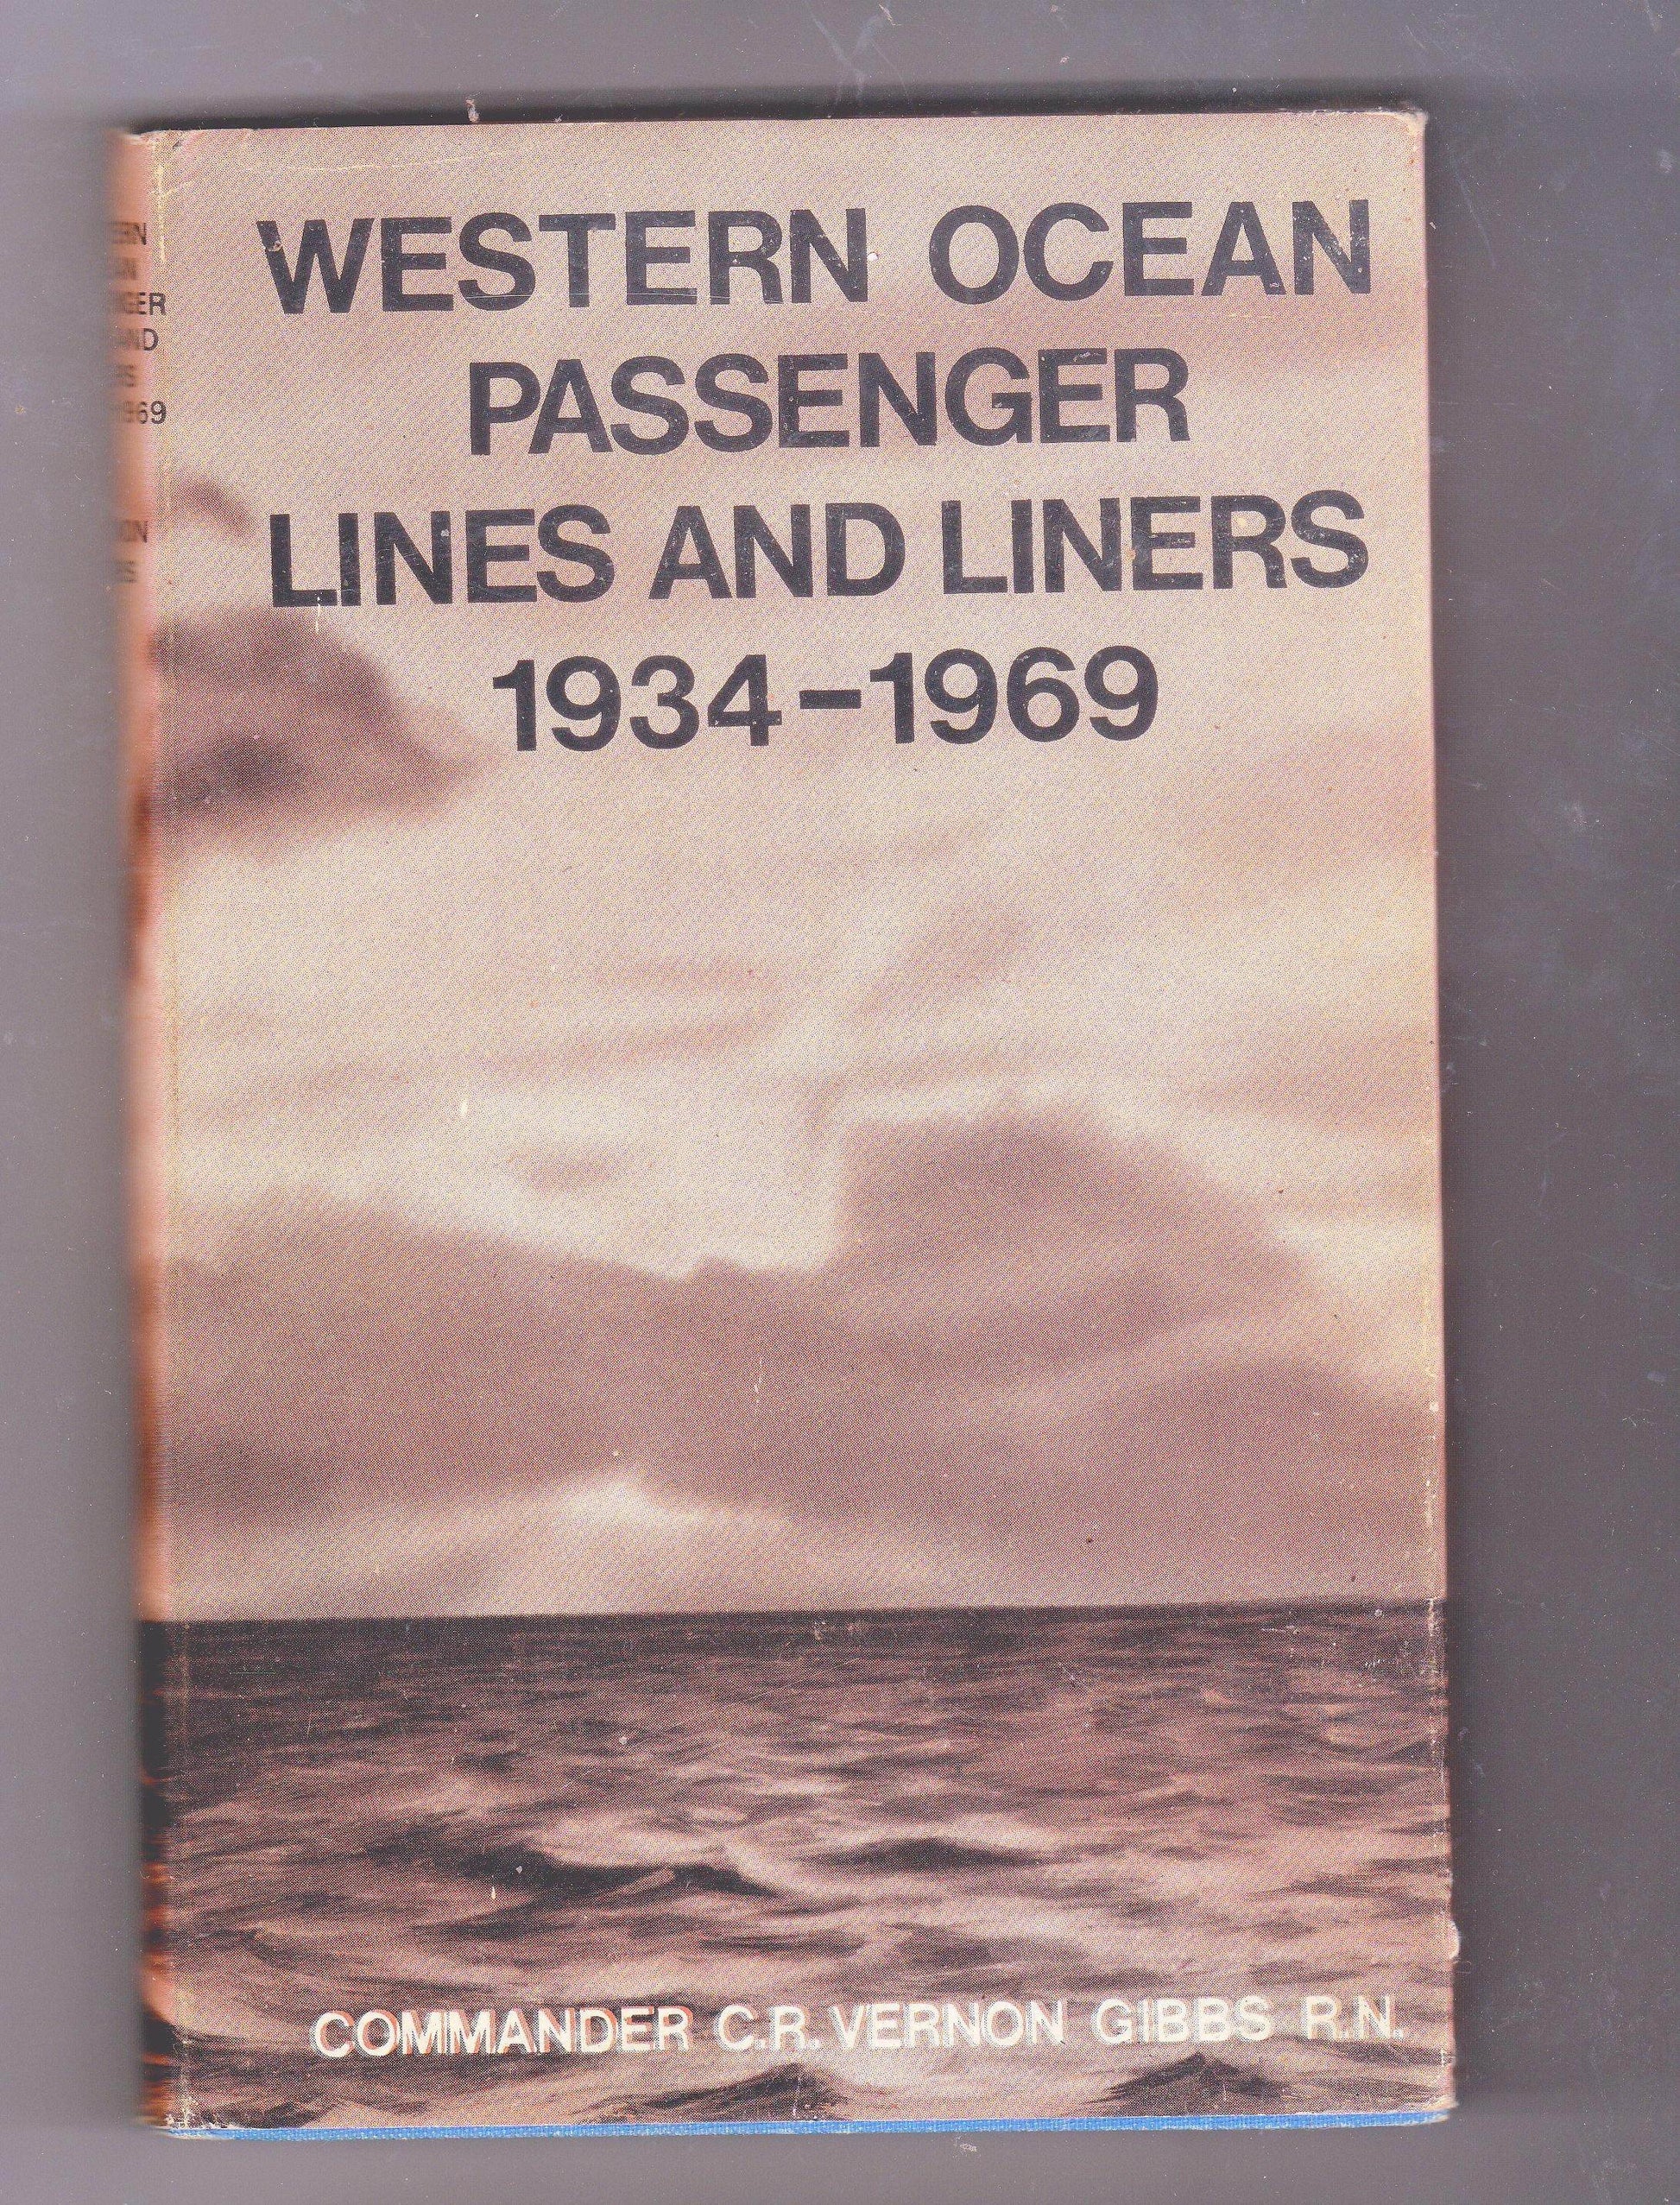 WESTERN OCEAN
PASSENGER
LINES AND LINERS
1934-1969
COMMANDER C.R. VERNON GIBBS R.N.